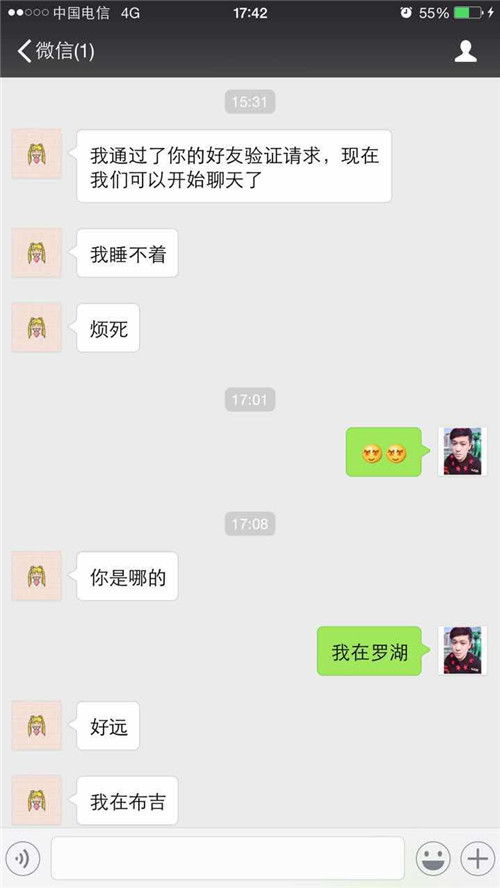 中国电信 4G 17:42 55%
微信(1)
15:31
我通过了你的好友验证请求，现在
我们可以开始聊天了
我睡不着
烦死
17:01
17:08
你是哪的
我在罗湖
好远
我在布吉